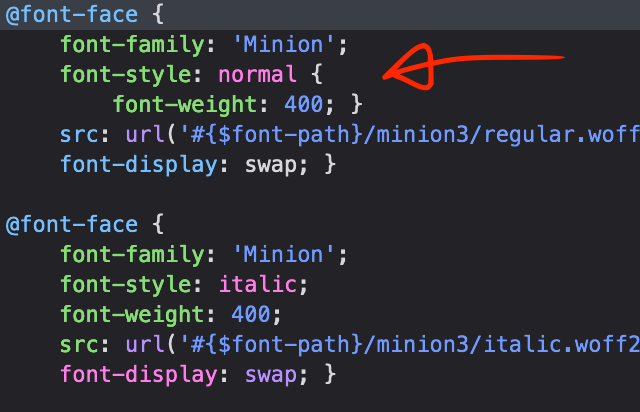 @font-face {
    font-family: 'Minion';
    font-style: normal {
        font-weight: 400; }
    src: url('#{$font-path}/minion3/regular.woff
    font-display: swap; }

@font-face {
    font-family: 'Minion';
    font-style: italic;
    font-weight: 400;
    src: url('#{$font-path}/minion3/italic.woff2
    font-display: swap; }